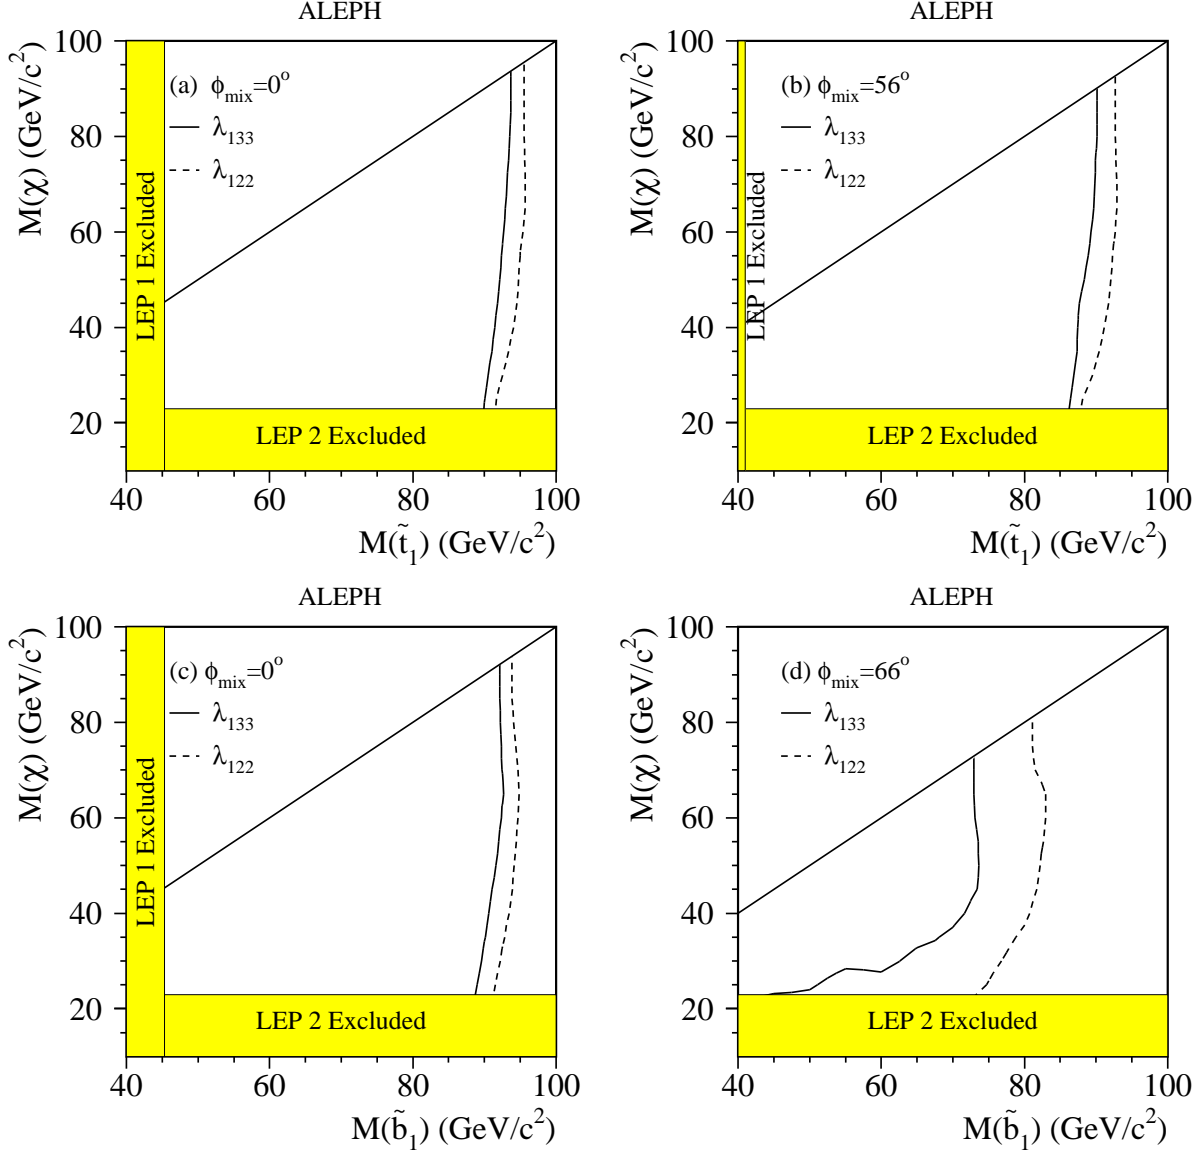 ALEPH
M(χ) (GeV/c²)
100
80
60
40
20
(a) ϕmix=0°
λ133
λ122
LEP 1 Excluded
LEP 2 Excluded
40 60 80 100
M(t̃1) (GeV/c²)
ALEPH
M(χ) (GeV/c²)
100
80
60
40
20
(b) ϕmix=56°
λ133
λ122
LEP 1 Excluded
LEP 2 Excluded
40 60 80 100
M(t̃1) (GeV/c²)
ALEPH
M(χ) (GeV/c²)
100
80
60
40
20
(c) ϕmix=0°
λ133
λ122
LEP 1 Excluded
LEP 2 Excluded
40 60 80 100
M(b̃1) (GeV/c²)
ALEPH
M(χ) (GeV/c²)
100
80
60
40
20
(d) ϕmix=66°
λ133
λ122
LEP 2 Excluded
40 60 80 100
M(b̃1) (GeV/c²)